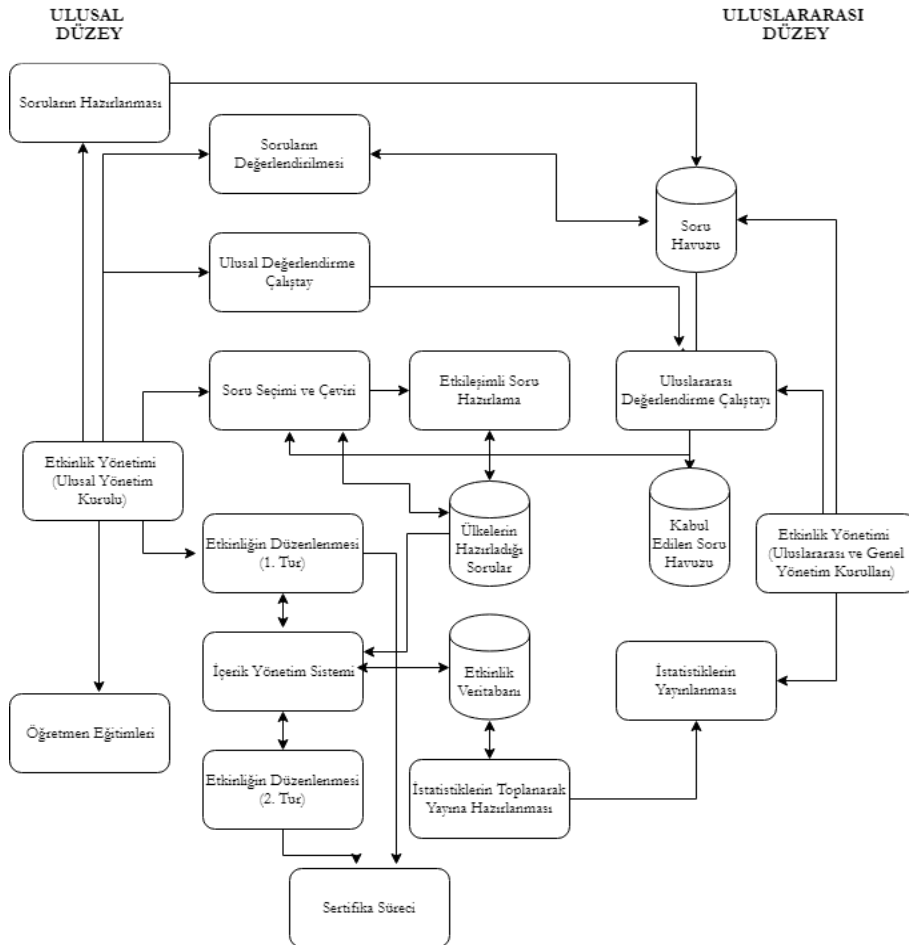 ULUSAL
DÜZEY
ULUSLARARASI
DÜZEY
Soruların Hazırlanması
Soruların
Değerlendirilmesi
Soru
Havuzu
Ulusal Değerlendirme
Çalıştay
Soru Seçimi ve Çeviri
Etkileşimli Soru
Hazırlama
Uluslararası
Değerlendirme Çalıştayı
Etkinlik Yönetimi
(Ulusal Yönetim
Kurulu)
Ülkelerin
Hazırladığı
Sorular
Kabul
Edilen Soru
Havuzu
Etkinlik Yönetimi
(Uluslararası ve Genel
Yönetim Kurulları)
Etkinliğin Düzenlenmesi
(1. Tur)
İçerik Yönetim Sistemi
Etkinlik
Veritabanı
İstatistiklerin
Yayınlanması
Öğretmen Eğitimleri
Etkinliğin Düzenlenmesi
(2. Tur)
İstatistiklerin Toplanarak
Yayına Hazırlanması
Sertifika Süreci